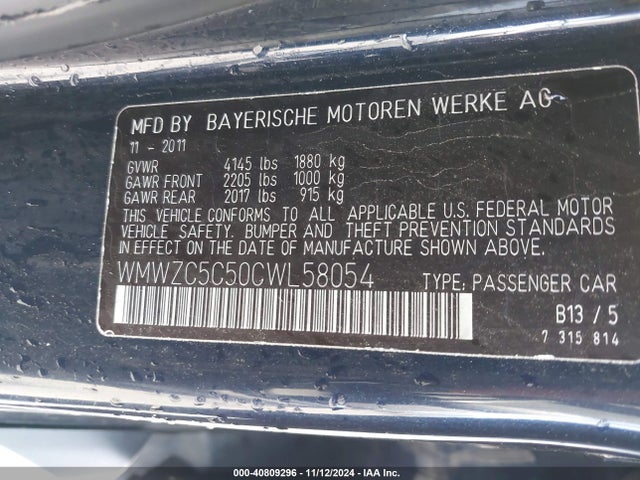 MFD BY BAYERISCHE MOTOREN WERKE AG
11 - 2011
GVWR 4145 lbs 1880 kg
GAWR FRONT 2205 lbs 1000 kg
GAWR REAR 2017 lbs 915 kg
THIS VEHICLE CONFORMS TO ALL APPLICABLE U.S. FEDERAL MOTOR
VEHICLE SAFETY, BUMPER AND THEFT PREVENTION STANDARDS
IN EFFECT ON THE DATE OF MANUFACTURE SHOWN ABOVE.
WMWZC5C50CWL58054 TYPE: PASSENGER CAR
B13 / 5
7 315 814
000-40809296 - 11/12/2024 - IAA Inc.